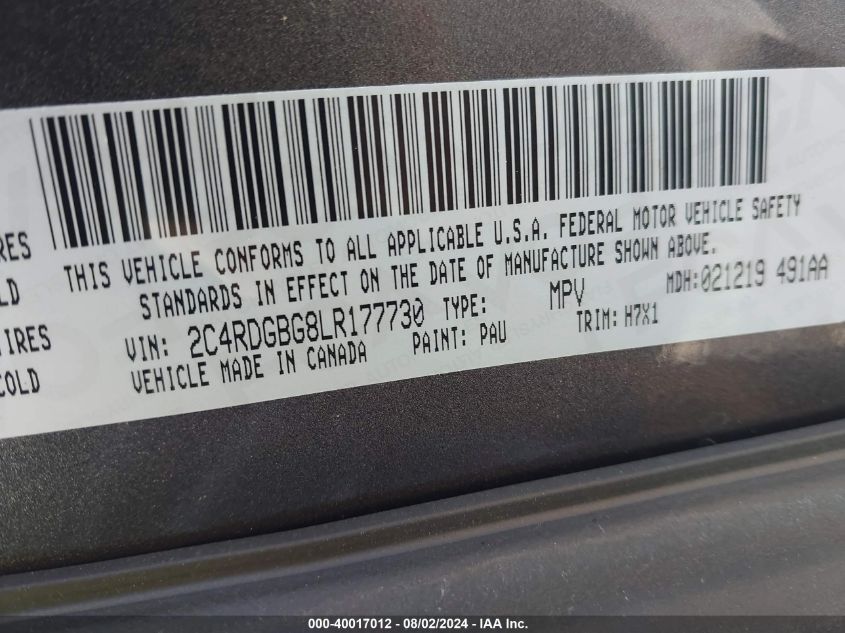 IRES
THIS VEHICLE CONFORMS TO ALL APPLICABLE U.S.A. FEDERAL MOTOR VEHICLE SAFETY
OLD
STANDARDS IN EFFECT ON THE DATE OF MANUFACTURE SHOWN ABOVE.
MDH:021219 491AA
IRES
VIN: 2C4RDGBG8LR177730 TYPE: MPV
COLD
VEHICLE MADE IN CANADA PAINT: PAU TRIM: H7X1
000-40017012 - 08/02/2024 - IAA Inc.